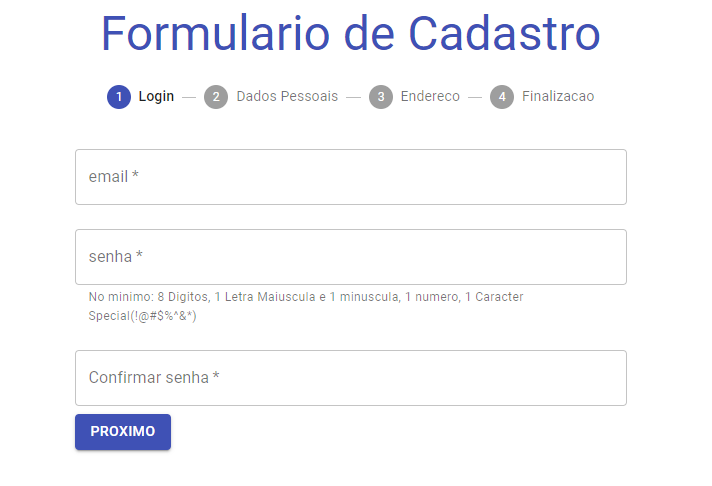 Formulario de Cadastro
1 Login 2 Dados Pessoais 3 Endereco 4 Finalizacao
email *
senha *
No minimo: 8 Digitos, 1 Letra Maiuscula e 1 minuscula, 1 numero, 1 Caracter
Special(!@#$%^&*)
Confirmar senha *
PROXIMO